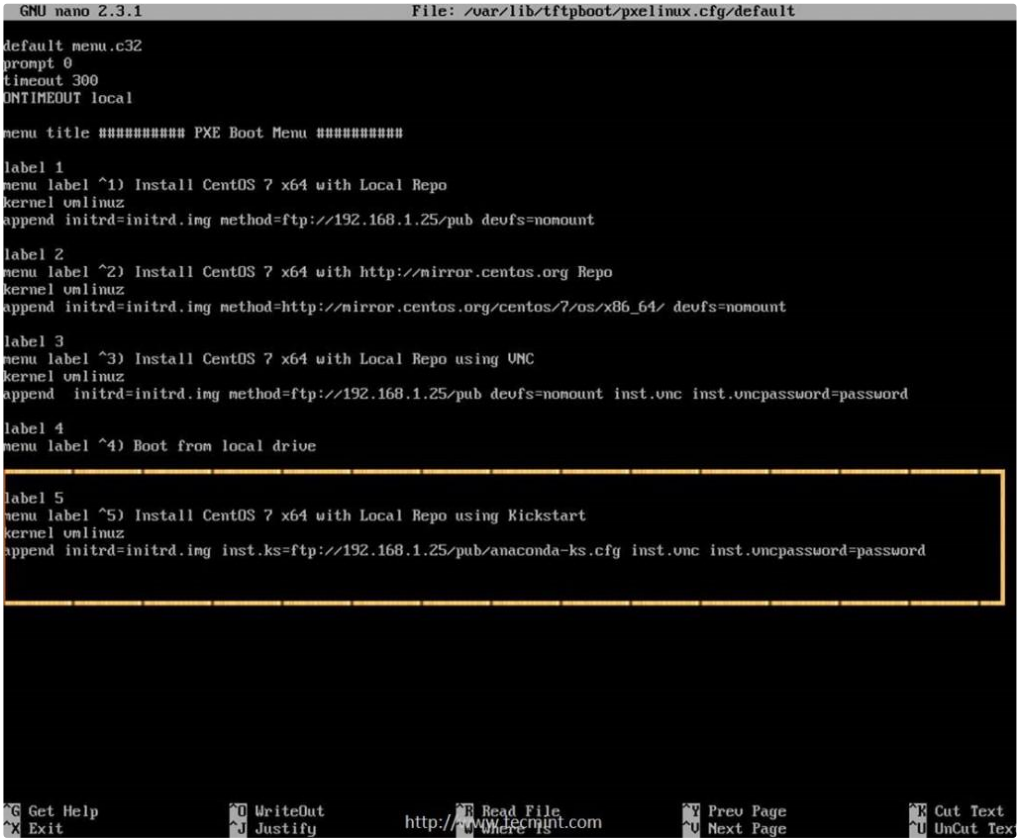 GNU nano 2.3.1 File: /var/lib/tftpboot/pxelinux.cfg/default
default menu.c32
prompt 0
timeout 300
ONTIMEOUT local
menu title ########## PXE Boot Menu ##########
label 1
menu label ^1) Install CentOS 7 x64 with Local Repo
kernel vmlinuz
append initrd=initrd.img method=ftp://192.168.1.25/pub devfs=nomount
label 2
menu label ^2) Install CentOS 7 x64 with http://mirror.centos.org Repo
kernel vmlinuz
append initrd=initrd.img method=http://mirror.centos.org/centos/7/os/x86_64/ devfs=nomount
label 3
menu label ^3) Install CentOS 7 x64 with Local Repo using VNC
kernel vmlinuz
append  initrd=initrd.img method=ftp://192.168.1.25/pub devfs=nomount inst.vnc inst.vncpassword=password
label 4
menu label ^4) Boot from local drive
label 5
menu label ^5) Install CentOS 7 x64 with Local Repo using Kickstart
kernel vmlinuz
append initrd=initrd.img inst.ks=ftp://192.168.1.25/pub/anaconda-ks.cfg inst.vnc inst.vncpassword=password
^G Get Help ^O WriteOut ^R Read File ^Y Prev Page ^K Cut Text
http://www.tecmint.com
^X Exit ^J Justify ^W Where Is ^V Next Page ^U UnCut Tex